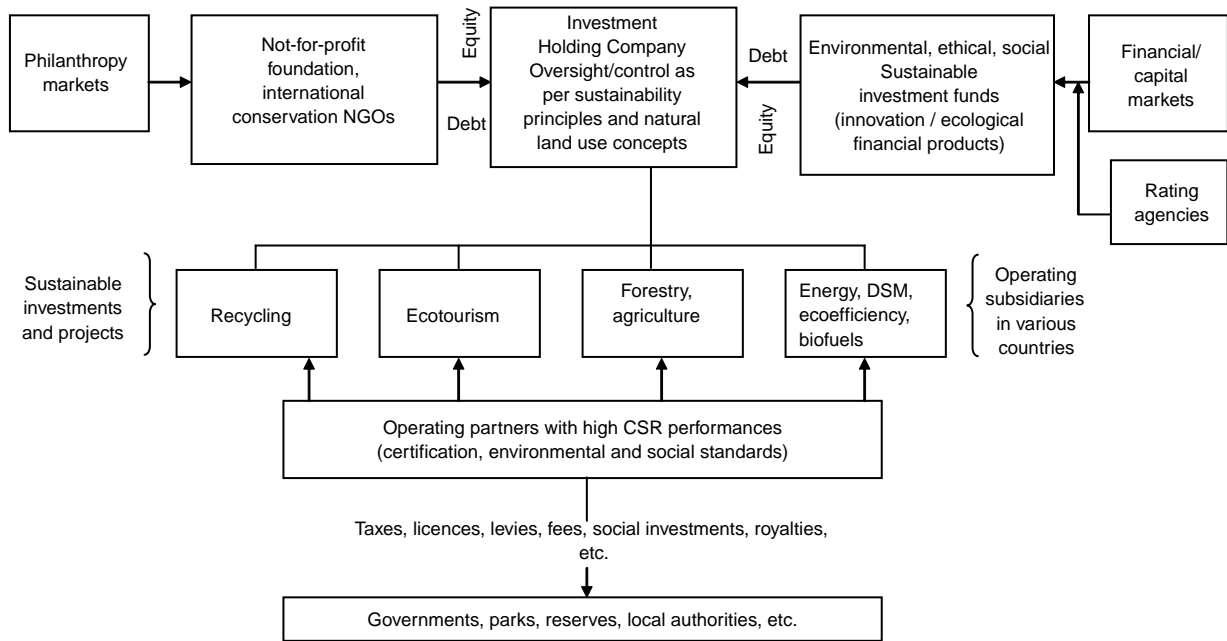 Philanthropy
markets
Not-for-profit
foundation,
international
conservation NGOs
Equity
Debt
Investment
Holding Company
Oversight/control as
per sustainability
principles and natural
land use concepts
Debt
Equity
Environmental, ethical, social
Sustainable
investment funds
(innovation / ecological
financial products)
Financial/
capital
markets
Rating
agencies
Sustainable
investments
and projects
Recycling
Ecotourism
Forestry,
agriculture
Energy, DSM,
ecoefficiency,
biofuels
Operating
subsidiaries
in various
countries
Operating partners with high CSR performances
(certification, environmental and social standards)
Taxes, licences, levies, fees, social investments, royalties,
etc.
Governments, parks, reserves, local authorities, etc.